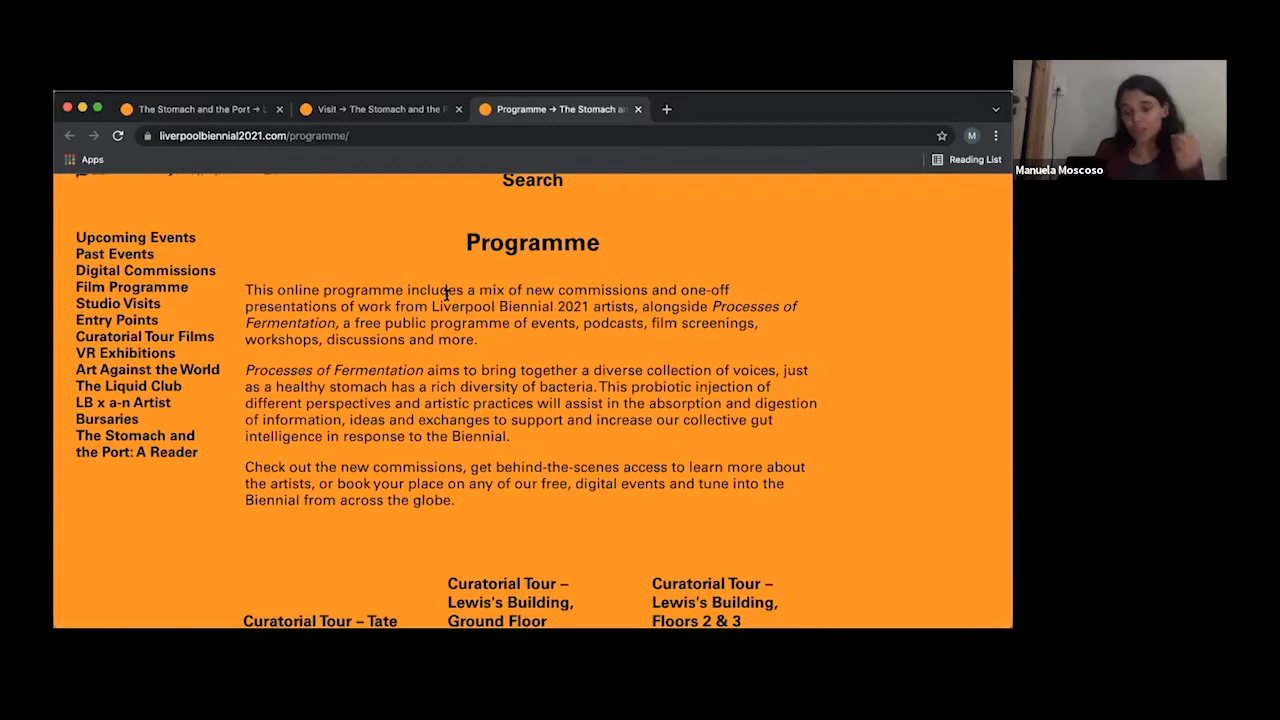 The Stomach and the Port → L
Visit → The Stomach and the P
Programme → The Stomach an
liverpoolbiennial2021.com/programme/
M
Apps
Reading List
Manuela Moscoso
Search
Upcoming Events
Past Events
Digital Commissions
Film Programme
Studio Visits
Entry Points
Curatorial Tour Films
VR Exhibitions
Art Against the World
The Liquid Club
LB x a-n Artist
Bursaries
The Stomach and
the Port: A Reader
Programme
This online programme includes a mix of new commissions and one-off
presentations of work from Liverpool Biennial 2021 artists, alongside Processes of
Fermentation, a free public programme of events, podcasts, film screenings,
workshops, discussions and more.
Processes of Fermentation aims to bring together a diverse collection of voices, just
as a healthy stomach has a rich diversity of bacteria. This probiotic injection of
different perspectives and artistic practices will assist in the absorption and digestion
of information, ideas and exchanges to support and increase our collective gut
intelligence in response to the Biennial.
Check out the new commissions, get behind-the-scenes access to learn more about
the artists, or book your place on any of our free, digital events and tune into the
Biennial from across the globe.
Curatorial Tour – Tate
Curatorial Tour –
Lewis's Building,
Ground Floor
Curatorial Tour –
Lewis's Building,
Floors 2 & 3